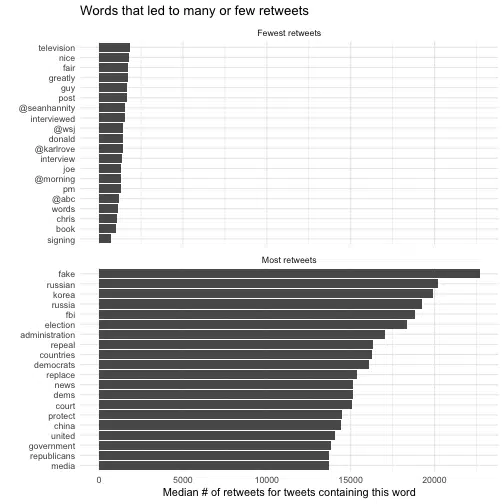 Words that led to many or few retweets
Fewest retweets
television
nice
fair
greatly
guy
post
@seanhannity
interviewed
@wsj
donald
@karlrove
interview
joe
@morning
pm
@abc
words
chris
book
signing
Most retweets
fake
russian
korea
russia
fbi
election
administration
repeal
countries
democrats
replace
news
dems
court
protect
china
united
government
republicans
media
0 5000 10000 15000 20000
Median # of retweets for tweets containing this word